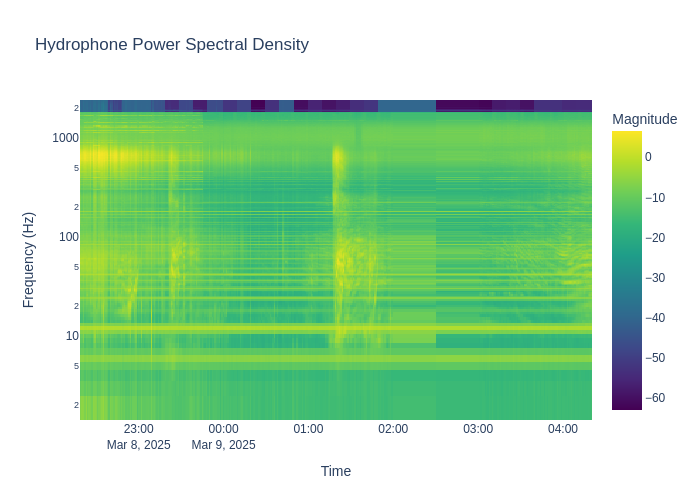 Hydrophone Power Spectral Density
Magnitude
2
1000
5
2
100
5
2
10
5
2
Frequency (Hz)
0
−10
−20
−30
−40
−50
−60
23:00 00:00 01:00 02:00 03:00 04:00
Mar 8, 2025 Mar 9, 2025
Time